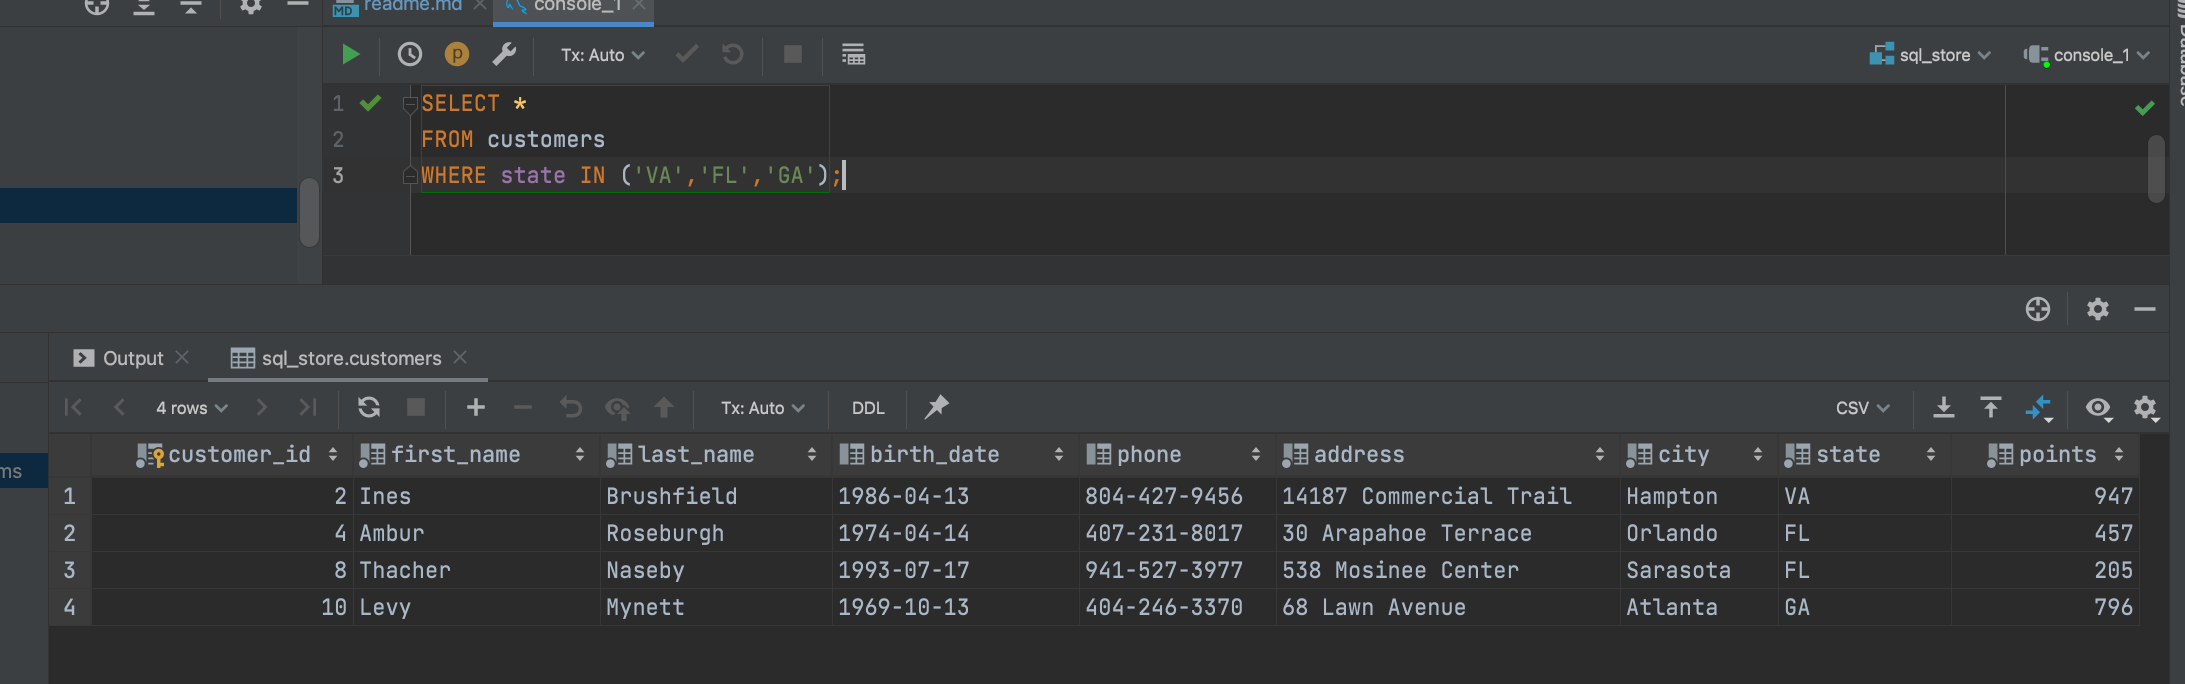 MD readme.md console_1
P Tx: Auto sql_store console_1
Database
1 SELECT *
2 FROM customers
3 WHERE state IN ('VA','FL','GA');
Output sql_store.customers
4 rows Tx: Auto DDL CSV
ms
customer_id first_name last_name birth_date phone address city state points
1 2 Ines Brushfield 1986-04-13 804-427-9456 14187 Commercial Trail Hampton VA 947
2 4 Ambur Roseburgh 1974-04-14 407-231-8017 30 Arapahoe Terrace Orlando FL 457
3 8 Thacher Naseby 1993-07-17 941-527-3977 538 Mosinee Center Sarasota FL 205
4 10 Levy Mynett 1969-10-13 404-246-3370 68 Lawn Avenue Atlanta GA 796